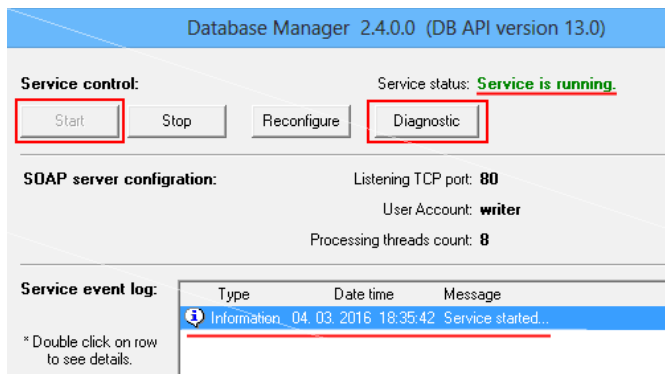 Database Manager 2.4.0.0 (DB API version 13.0)
Service control: Service status: Service is running.
Start Stop Reconfigure Diagnostic
SOAP server configration: Listening TCP port: 80
User Account: writer
Processing threads count: 8
Service event log: Type Date time Message
Information 04. 03. 2016 18:35:42 Service started...
* Double click on row
to see details.